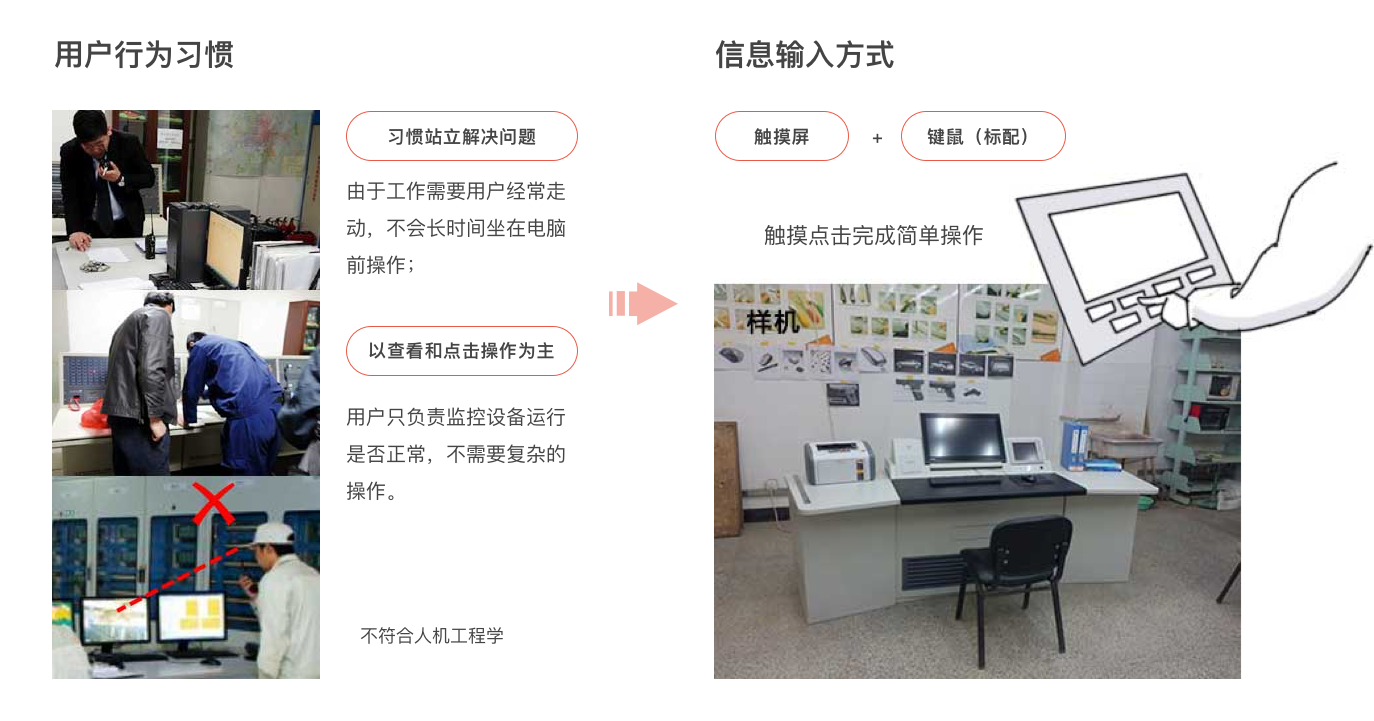 用户行为习惯
习惯站立解决问题
由于工作需要用户经常走
动，不会长时间坐在电脑
前操作；
以查看和点击操作为主
用户只负责监控设备运行
是否正常，不需要复杂的
操作。
不符合人机工程学
信息输入方式
触摸屏
+
键鼠（标配）
触摸点击完成简单操作
样机